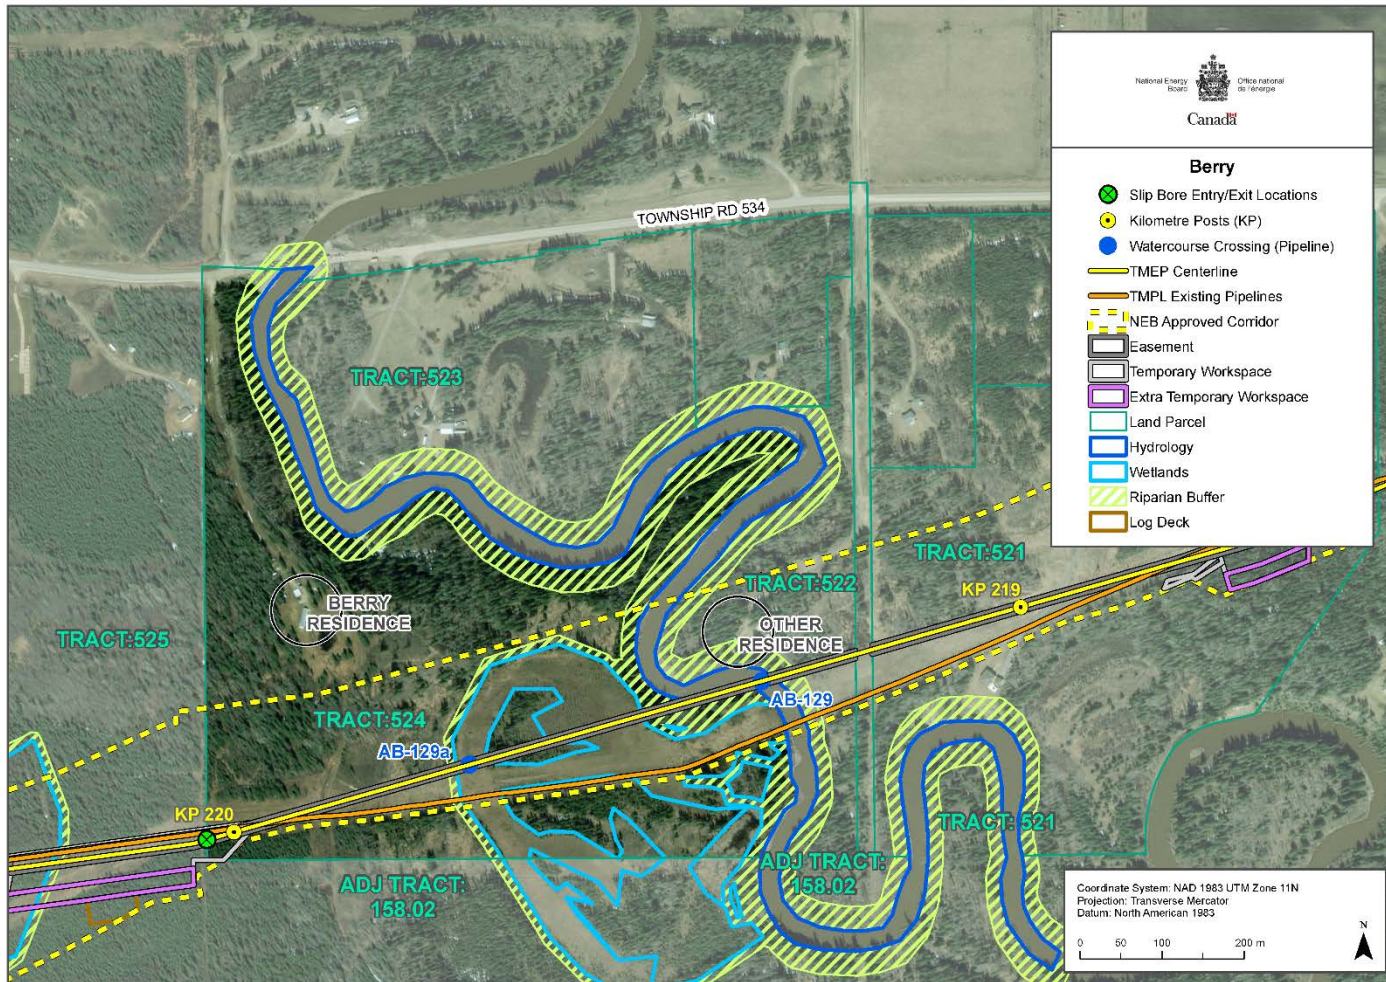 National Energy Board
Office national de l'énergie
Canada
Berry
Slip Bore Entry/Exit Locations
Kilometre Posts (KP)
Watercourse Crossing (Pipeline)
TMEP Centerline
TMPL Existing Pipelines
NEB Approved Corridor
Easement
Temporary Workspace
Extra Temporary Workspace
Land Parcel
Hydrology
Wetlands
Riparian Buffer
Log Deck
TOWNSHIP RD 534
TRACT:523
TRACT:521
TRACT:522
KP 219
BERRY
RESIDENCE
OTHER
RESIDENCE
TRACT:525
AB-129
TRACT:524
AB-129a
KP 220
TRACT: 521
ADJ TRACT:
158.02
ADJ TRACT:
158.02
Coordinate System: NAD 1983 UTM Zone 11N
Projection: Transverse Mercator
Datum: North American 1983
N
0 50 100 200 m